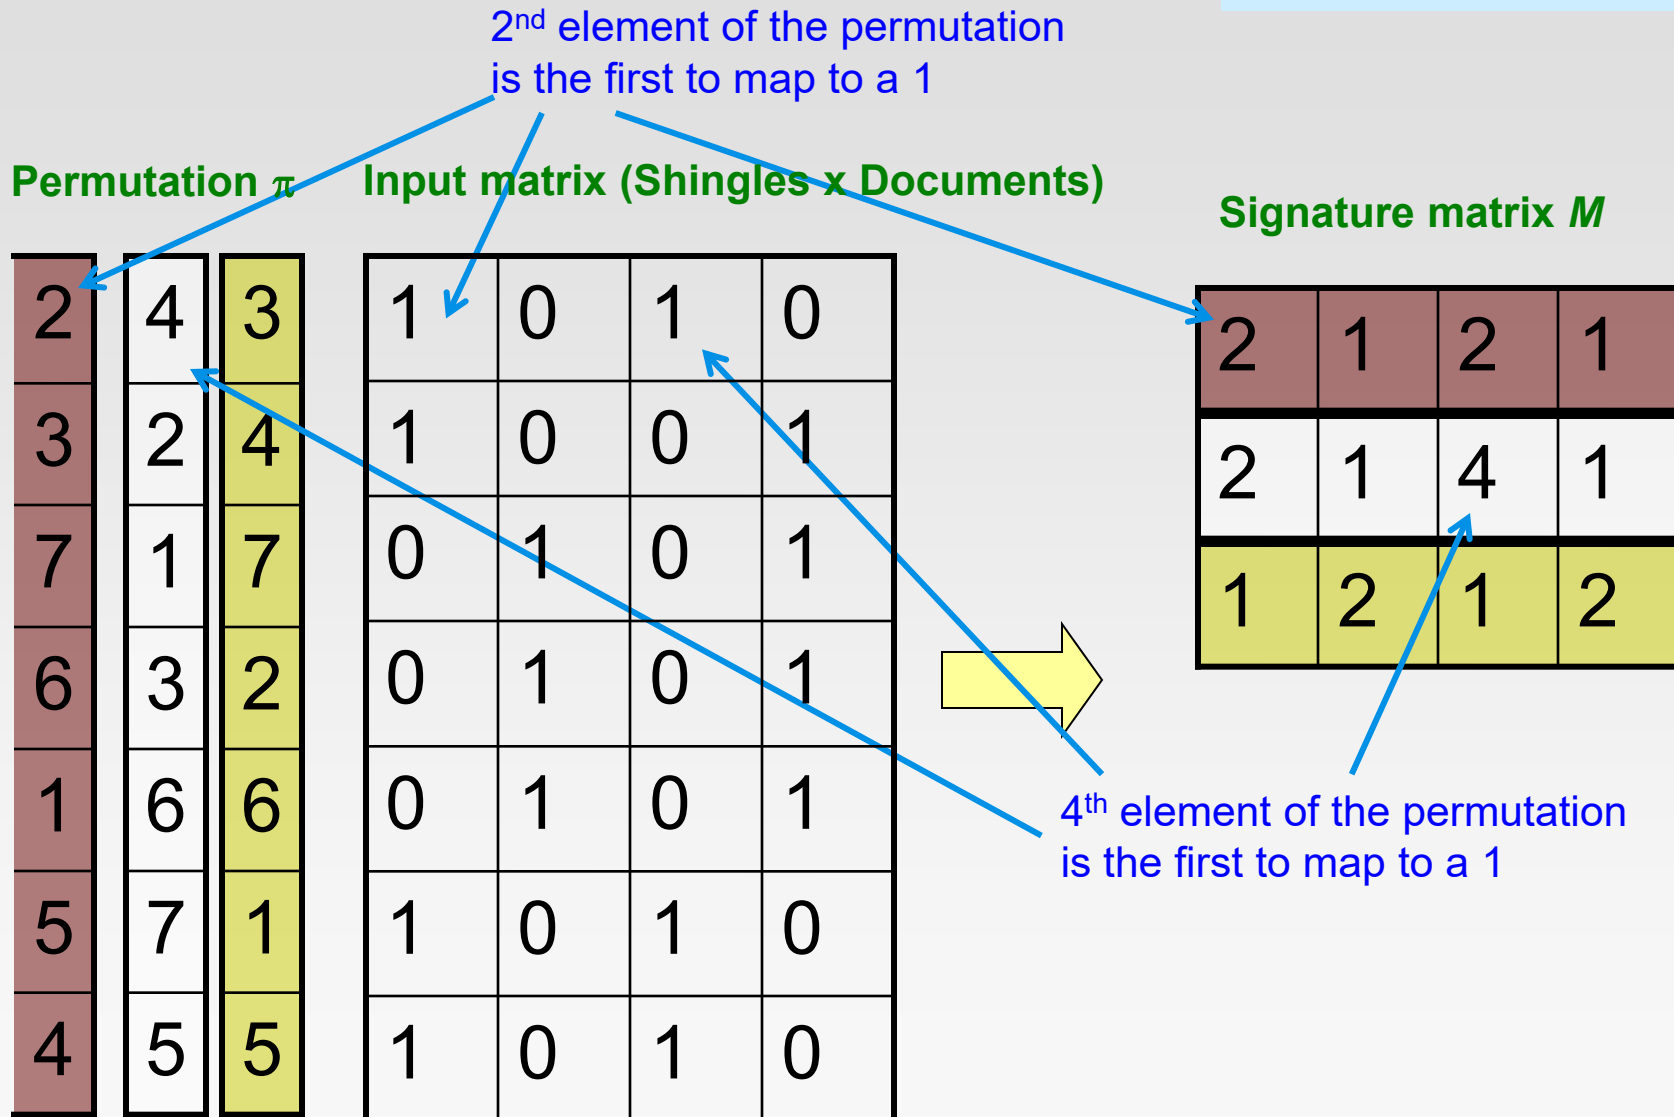 2nd element of the permutation
is the first to map to a 1
Permutation π Input matrix (Shingles x Documents)
Signature matrix M
2 4 3 1 0 1 0
3 2 4 1 0 0 1
7 1 7 0 1 0 1
6 3 2 0 1 0 1
1 6 6 0 1 0 1
5 7 1 1 0 1 0
4 5 5 1 0 1 0
2 1 2 1
2 1 4 1
1 2 1 2
4th element of the permutation
is the first to map to a 1